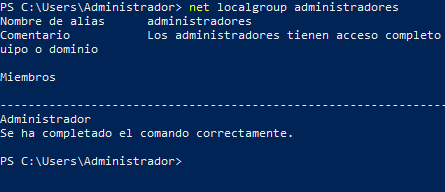 PS C:\Users\Administrador> net localgroup administradores
Nombre de alias     administradores
Comentario          Los administradores tienen acceso completo
uipo o dominio
Miembros
-------------------------------------------------------
Administrador
Se ha completado el comando correctamente.
PS C:\Users\Administrador>